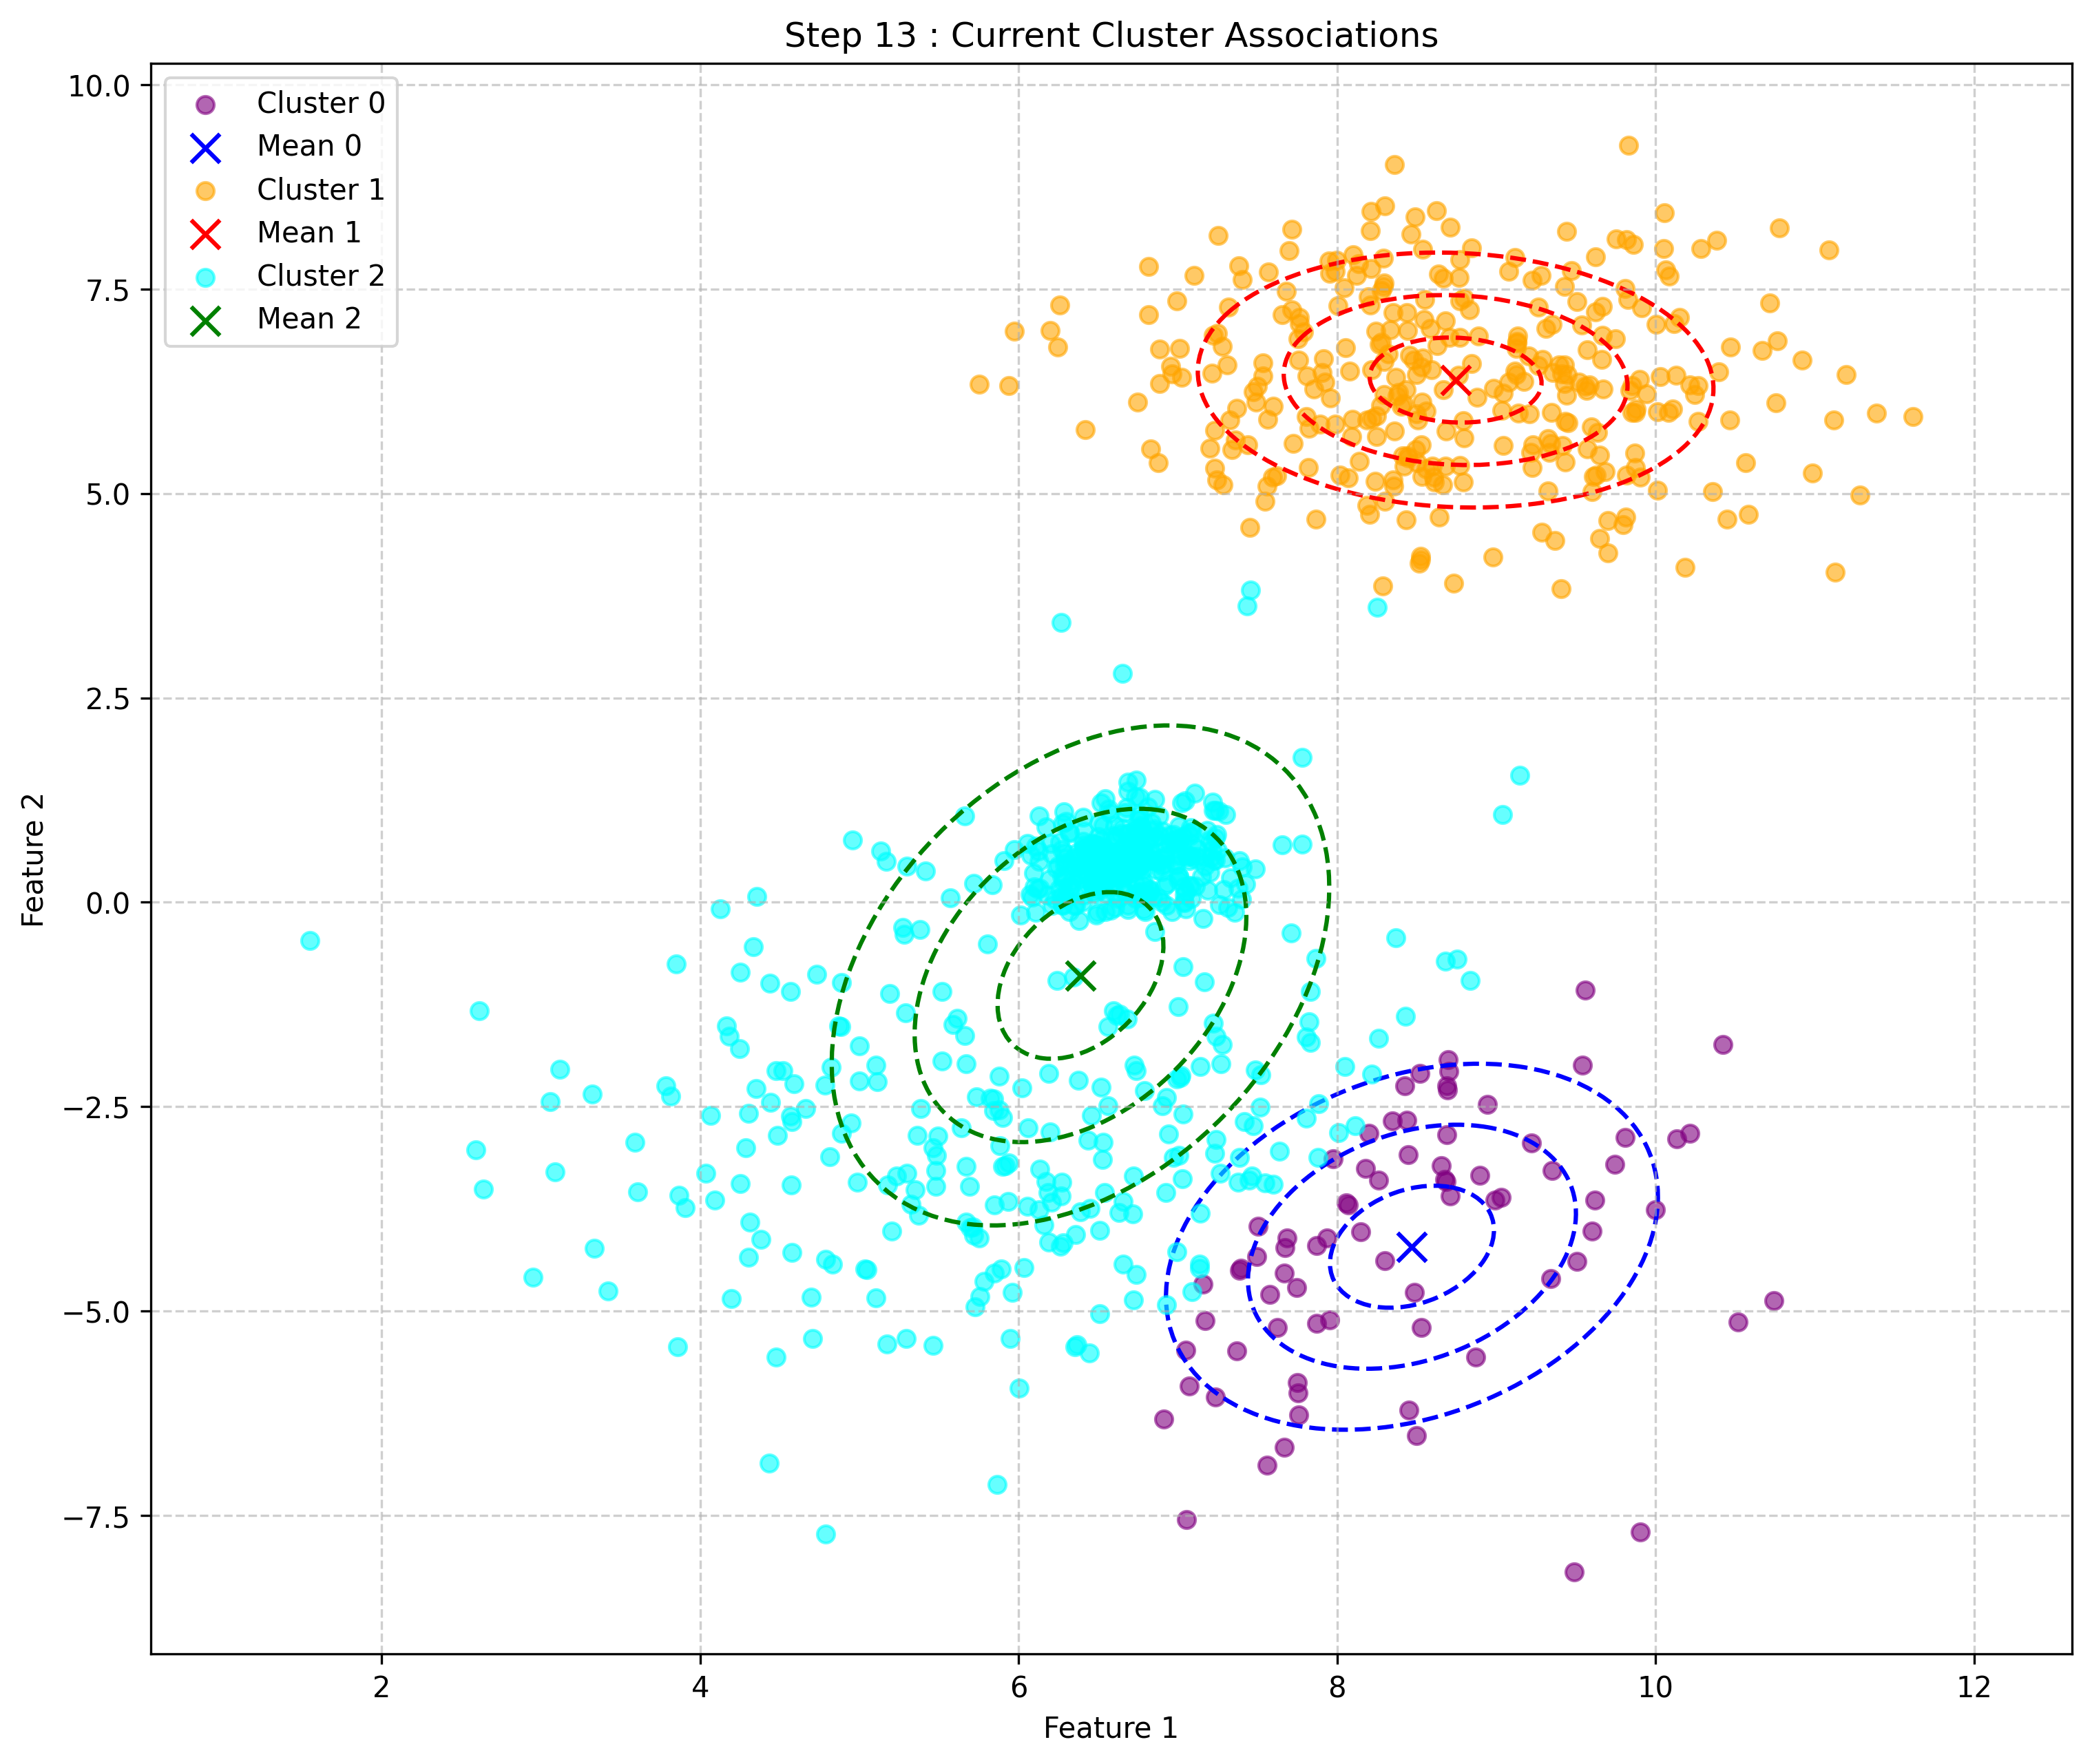 Step 13 : Current Cluster Associations
10.0
7.5
5.0
2.5
0.0
−2.5
−5.0
−7.5
Feature 2
Cluster 0
Mean 0
Cluster 1
Mean 1
Cluster 2
Mean 2
2 4 6 8 10 12
Feature 1